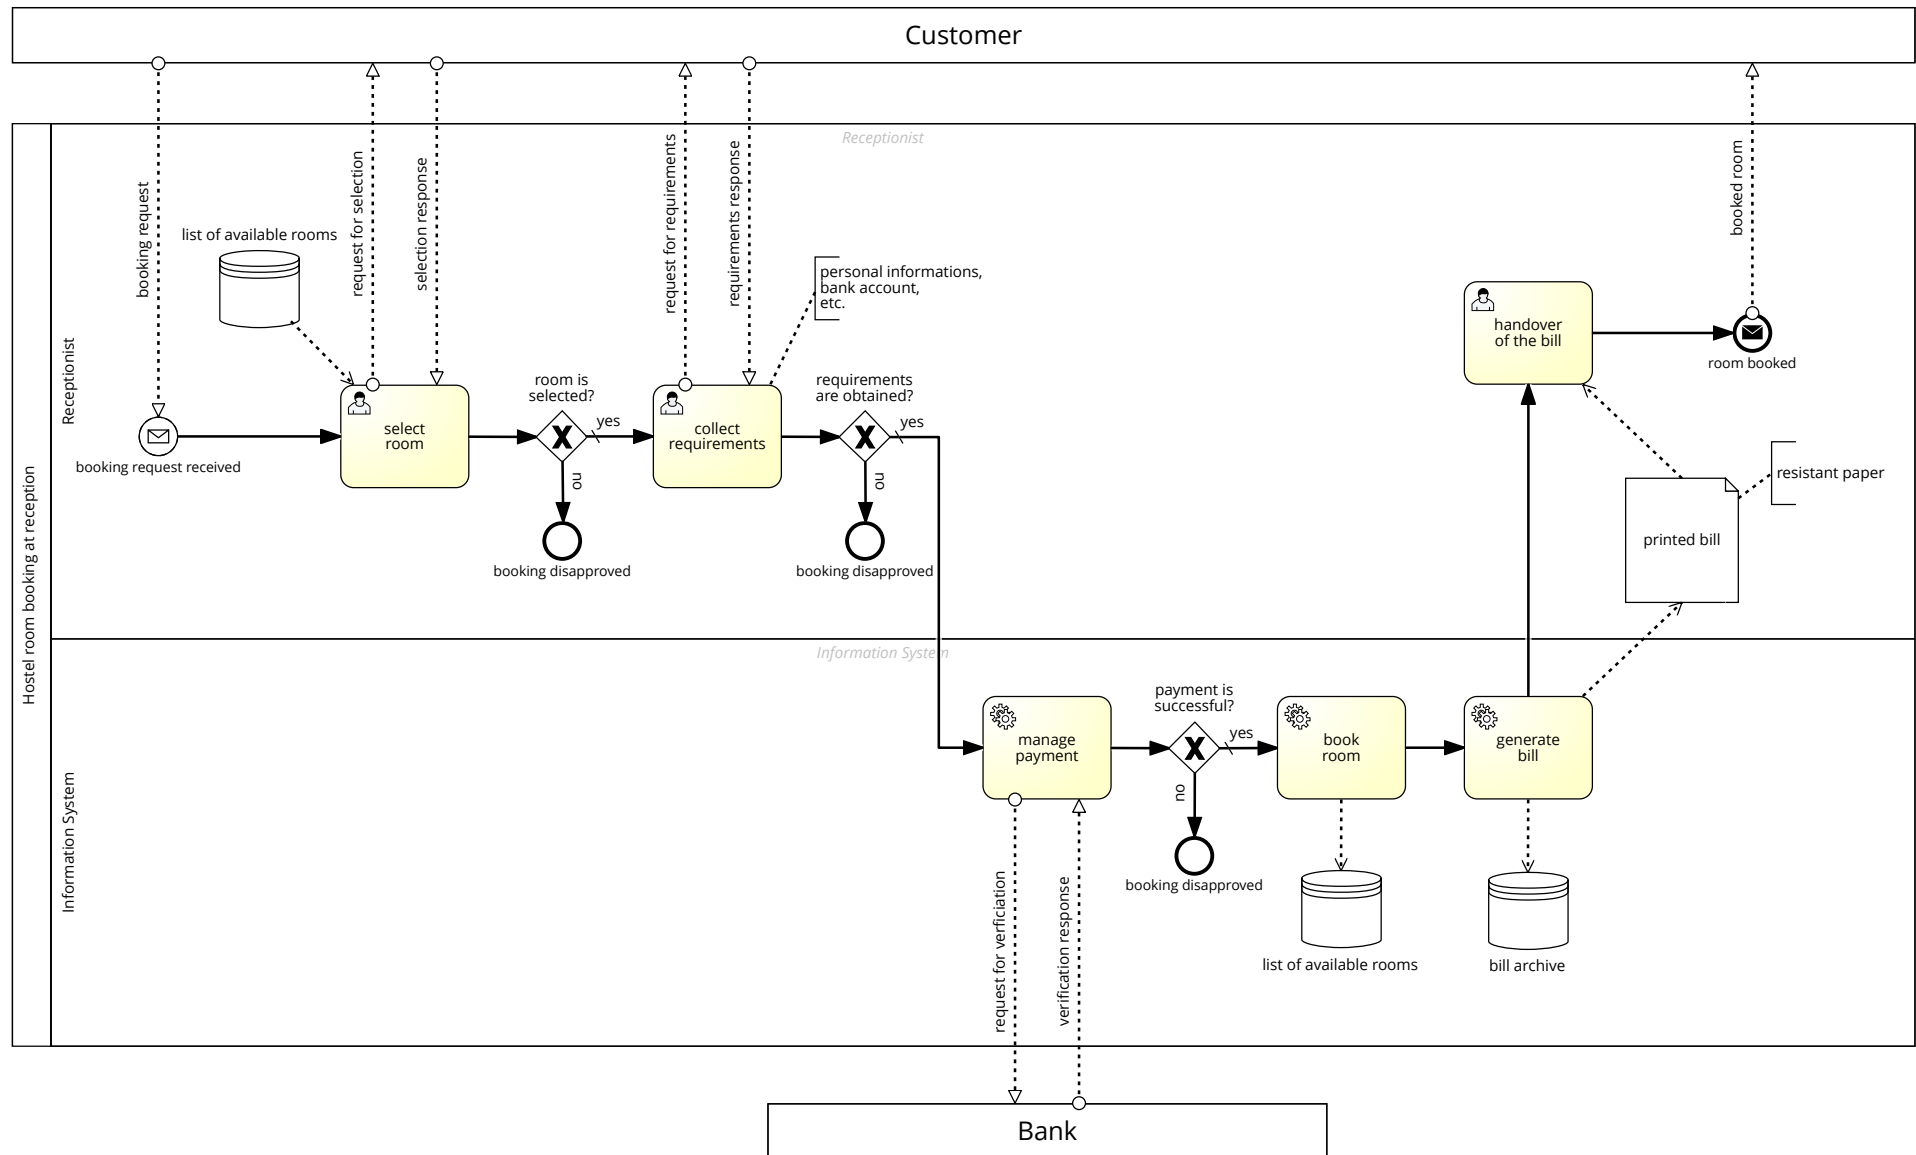 Customer
Receptionist
booking request
request for selection
selection response
request for requirements
requirements response
booked room
list of available rooms
personal informations,
bank account,
etc.
Hostel room booking at reception
Receptionist
booking request received
select
room
room is
selected?
yes
no
booking disapproved
collect
requirements
requirements
are obtained?
yes
no
booking disapproved
handover
of the bill
room booked
resistant paper
printed bill
Information System
Information System
manage
payment
payment is
successful?
yes
no
booking disapproved
book
room
generate
bill
request for verficiation
verification response
list of available rooms
bill archive
Bank